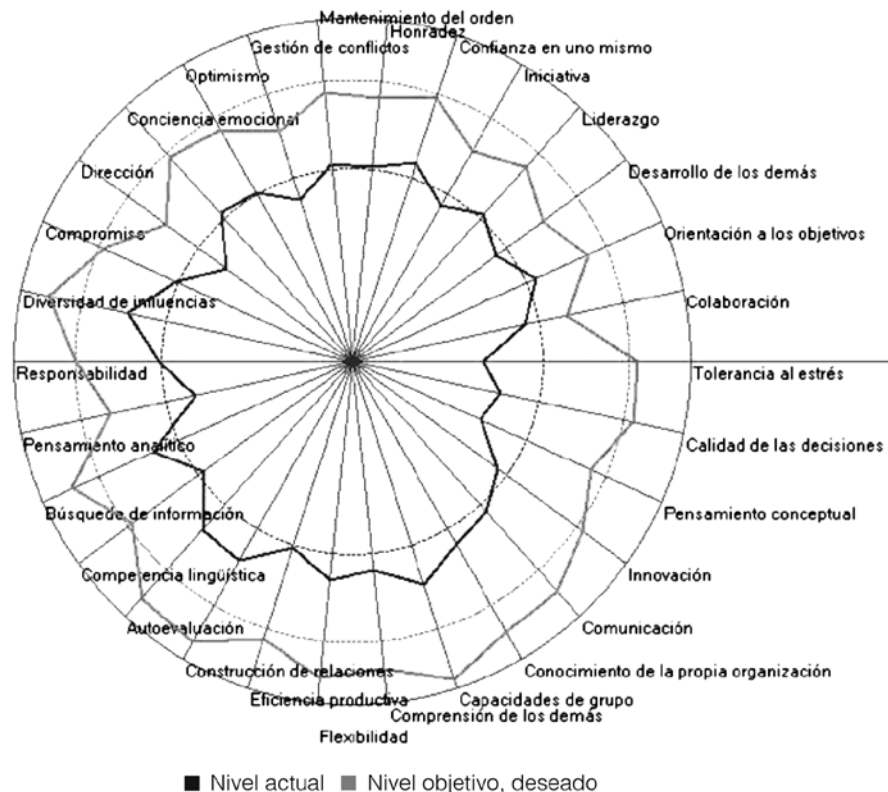 Mantenimiento del orden
Honradez
Gestión de conflictos
Confianza en uno mismo
Optimismo
Iniciativa
Conciencia emocional
Liderazgo
Dirección
Desarrollo de los demás
Compromiso
Orientación a los objetivos
Diversidad de influencias
Colaboración
Responsabilidad
Tolerancia al estrés
Pensamiento analítico
Calidad de las decisiones
Búsquede de información
Pensamiento conceptual
Competencia lingüística
Innovación
Autoevaluación
Comunicación
Construcción de relaciones
Conocimiento de la propia organización
Eficiencia productiva
Capacidades de grupo
Comprensión de los demás
Flexibilidad
Nivel actual Nivel objetivo, deseado